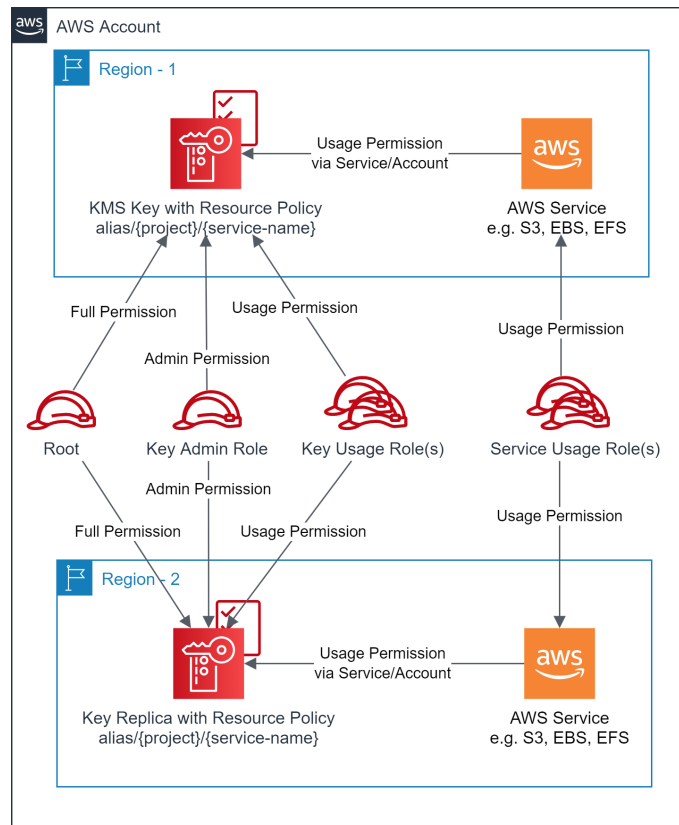 aws
AWS Account
Region - 1
Usage Permission
via Service/Account
aws
KMS Key with Resource Policy
alias/{project}/{service-name}
AWS Service
e.g. S3, EBS, EFS
Full Permission
Usage Permission
Usage Permission
Admin Permission
Root
Key Admin Role
Key Usage Role(s)
Service Usage Role(s)
Admin Permission
Usage Permission
Full Permission
Usage Permission
Region - 2
Usage Permission
via Service/Account
aws
Key Replica with Resource Policy
alias/{project}/{service-name}
AWS Service
e.g. S3, EBS, EFS